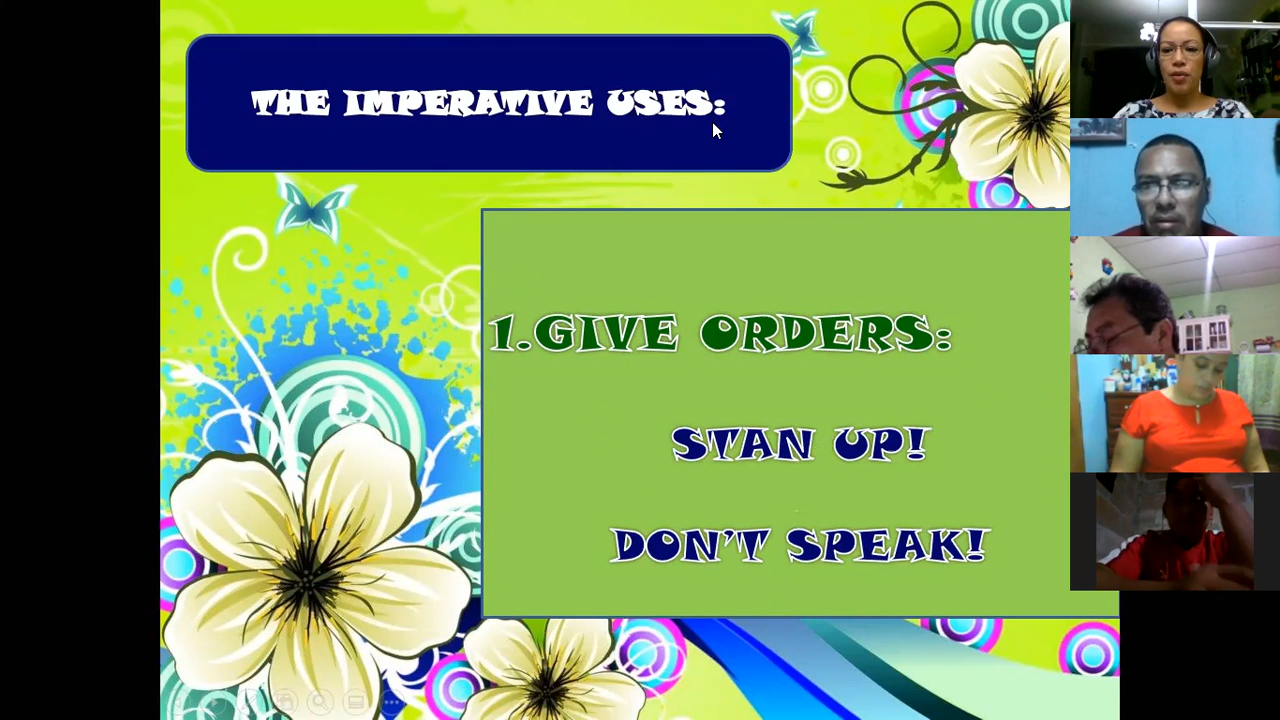 THE IMPERATIVE USES:
1.GIVE ORDERS:
STAN UP!
DON'T SPEAK!